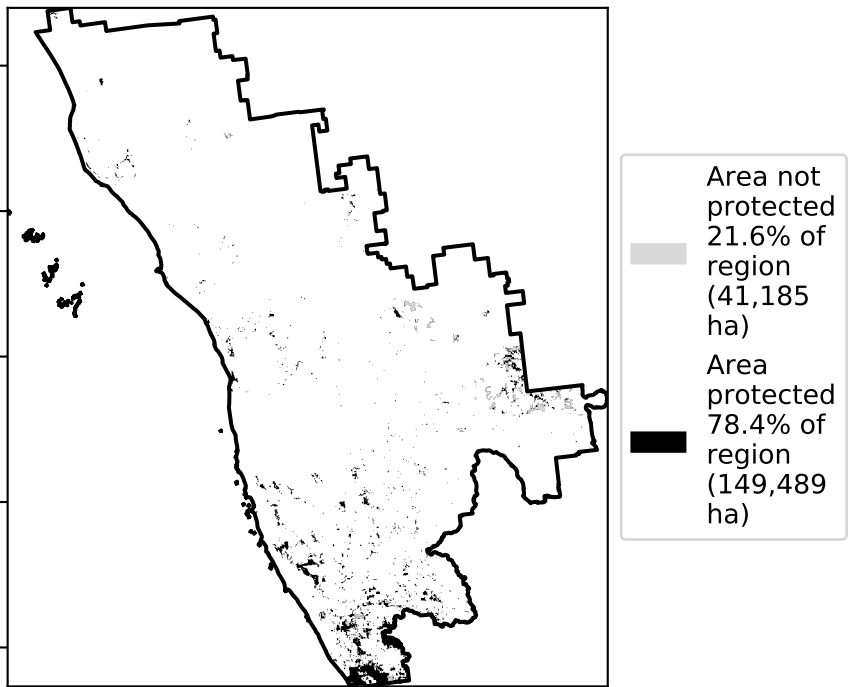 Area not
protected
21.6% of
region
(41,185
ha)
Area
protected
78.4% of
region
(149,489
ha)